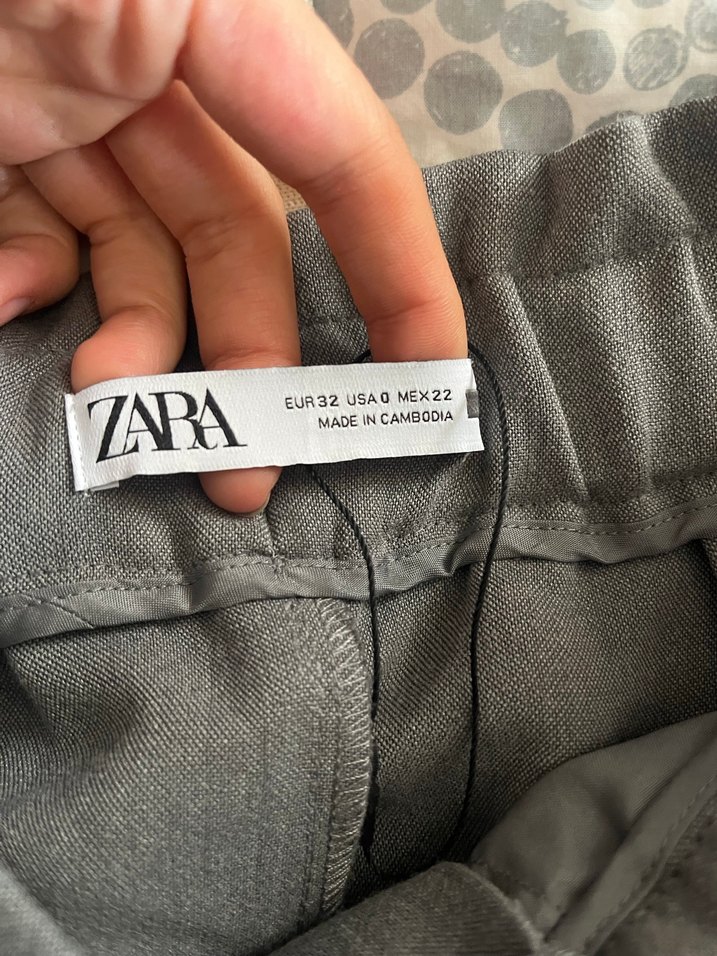 ZARA
EUR 32 USA 0 MEX 22
MADE IN CAMBODIA